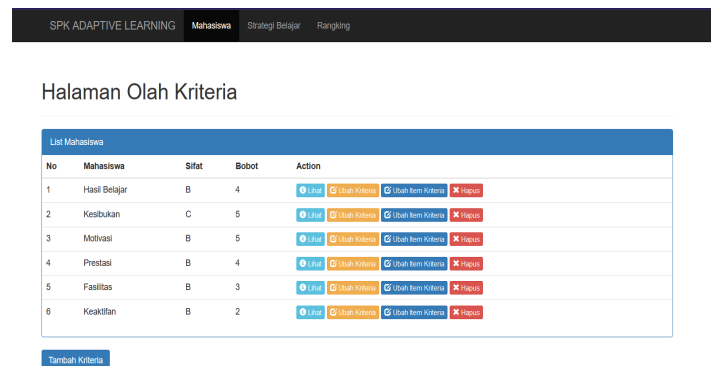 SPK ADAPTIVE LEARNING Mahasiswa Strategi Belajar Rangking
Halaman Olah Kriteria
List Mahasiswa
No Mahasiswa Sifat Bobot Action
1 Hasil Belajar B 4 Lihat Ubah Kriteria Ubah Item Kriteria Hapus
2 Kesibukan C 5 Lihat Ubah Kriteria Ubah Item Kriteria Hapus
3 Motivasi B 5 Lihat Ubah Kriteria Ubah Item Kriteria Hapus
4 Prestasi B 4 Lihat Ubah Kriteria Ubah Item Kriteria Hapus
5 Fasilitas B 3 Lihat Ubah Kriteria Ubah Item Kriteria Hapus
6 Keaktifan B 2 Lihat Ubah Kriteria Ubah Item Kriteria Hapus
Tambah Kriteria